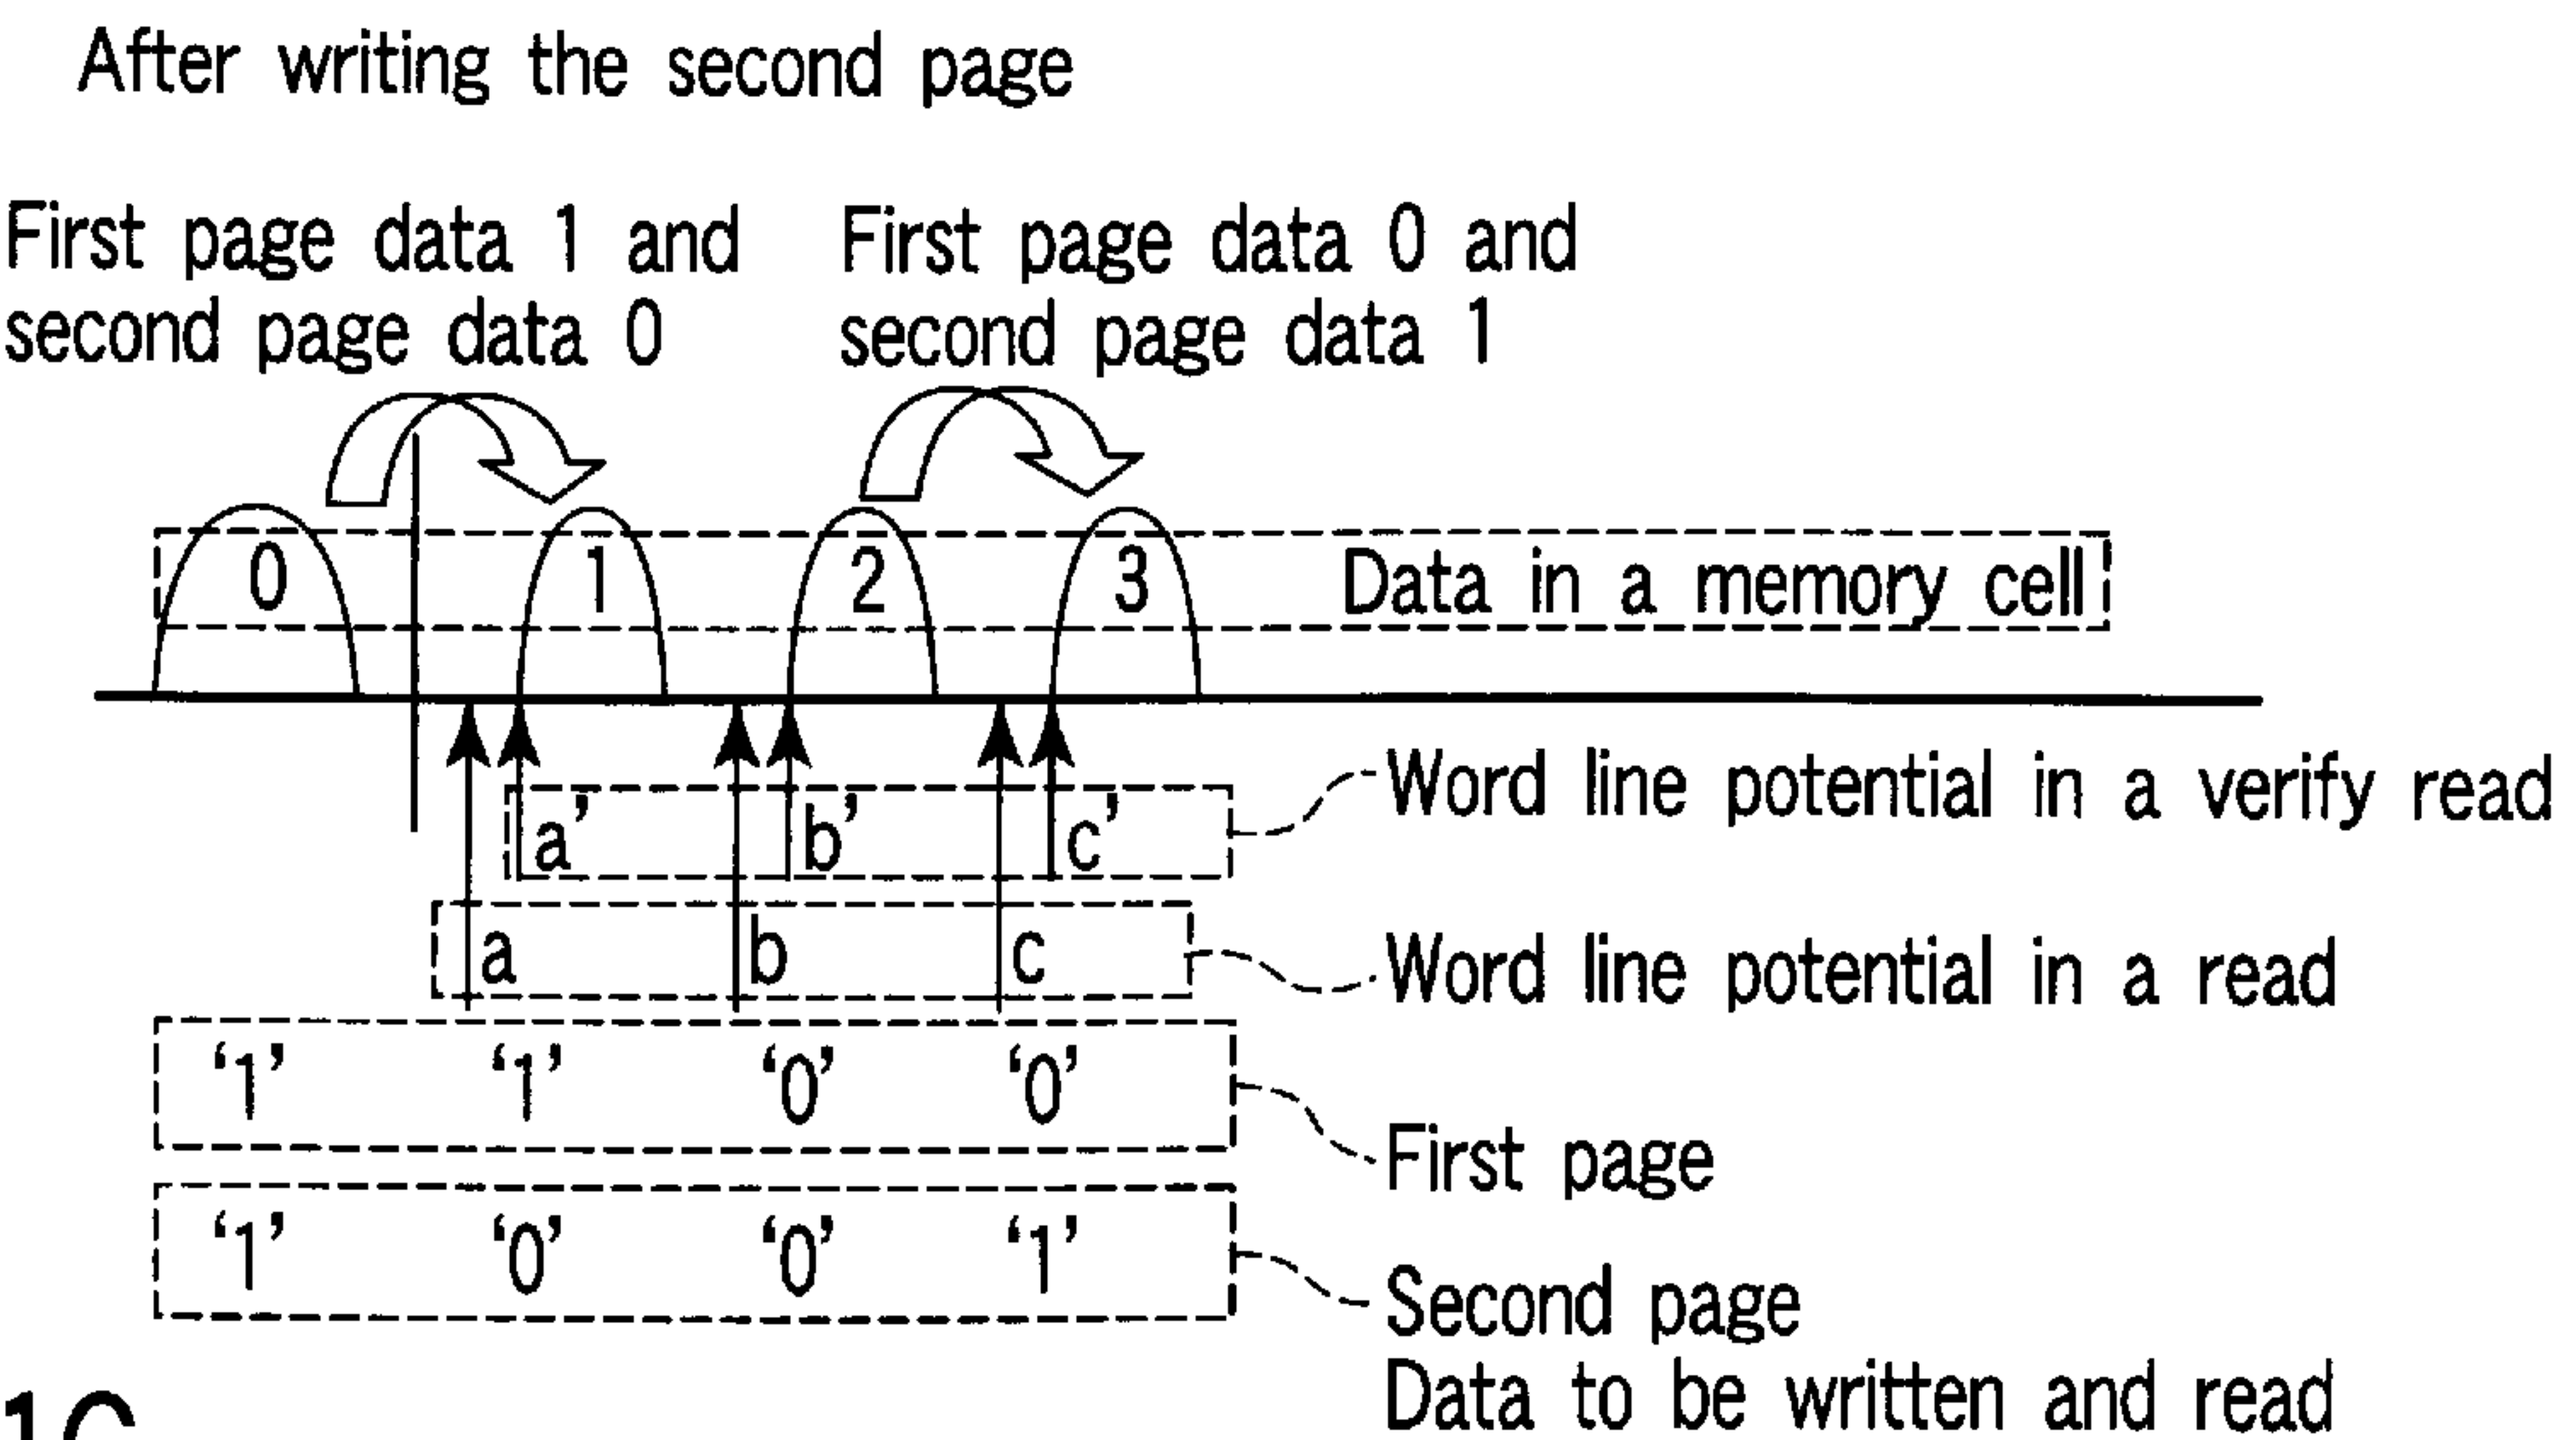 After writing the second page
First page data 1 and
second page data 0
First page data 0 and
second page data 1
0 1 2 3 Data in a memory cell
a’ b’ c’ Word line potential in a verify read
a b c Word line potential in a read
‘1’ ‘1’ ‘0’ ‘0’
First page
‘1’ ‘0’ ‘0’ ‘1’
Second page
Data to be written and read